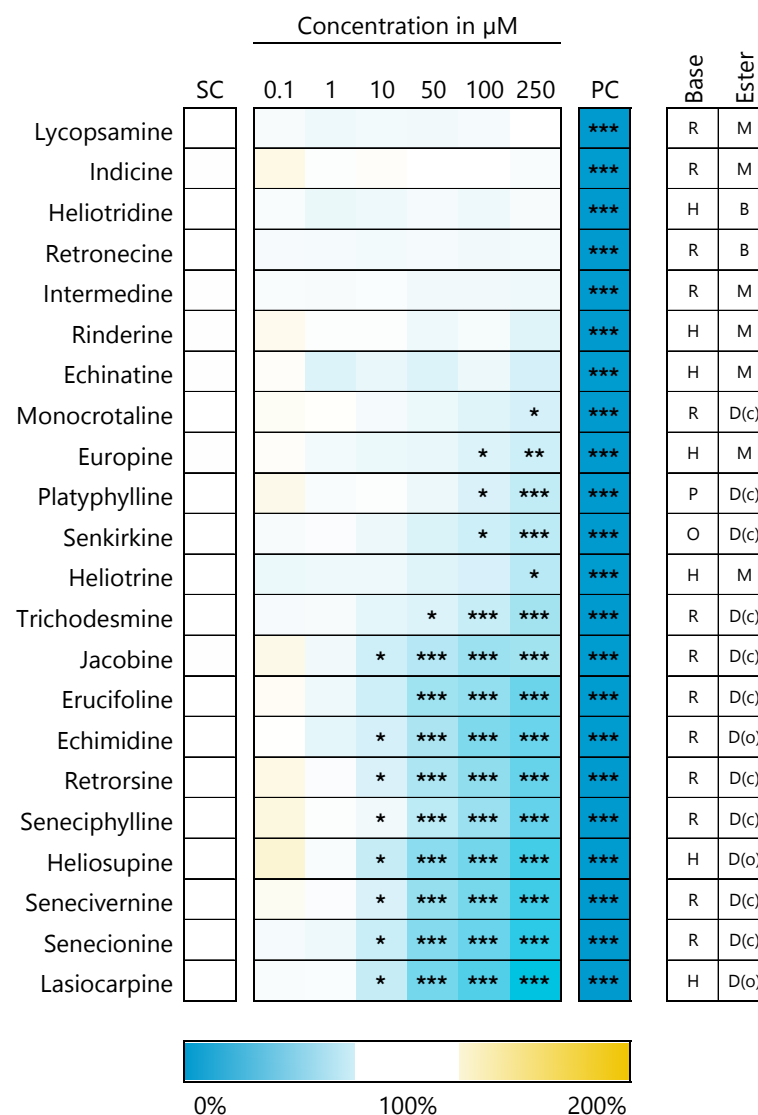 Concentration in µM
SC 0.1 1 10 50 100 250 PC Base Ester
Lycopsamine *** R M
Indicine *** R M
Heliotridine *** H B
Retronecine *** R B
Intermedine *** R M
Rinderine *** H M
Echinatine *** H M
Monocrotaline * *** R D(c)
Europine * ** *** H M
Platyphylline * *** *** P D(c)
Senkirkine * *** *** O D(c)
Heliotrine * *** H M
Trichodesmine * *** *** *** R D(c)
Jacobine * *** *** *** *** R D(c)
Erucifoline *** *** *** *** R D(c)
Echimidine * *** *** *** *** R D(o)
Retrorsine * *** *** *** *** R D(c)
Seneciphylline * *** *** *** *** R D(c)
Heliosupine * *** *** *** *** H D(o)
Senecivernine * *** *** *** *** R D(c)
Senecionine * *** *** *** *** R D(c)
Lasiocarpine * *** *** *** *** H D(o)
0% 100% 200%